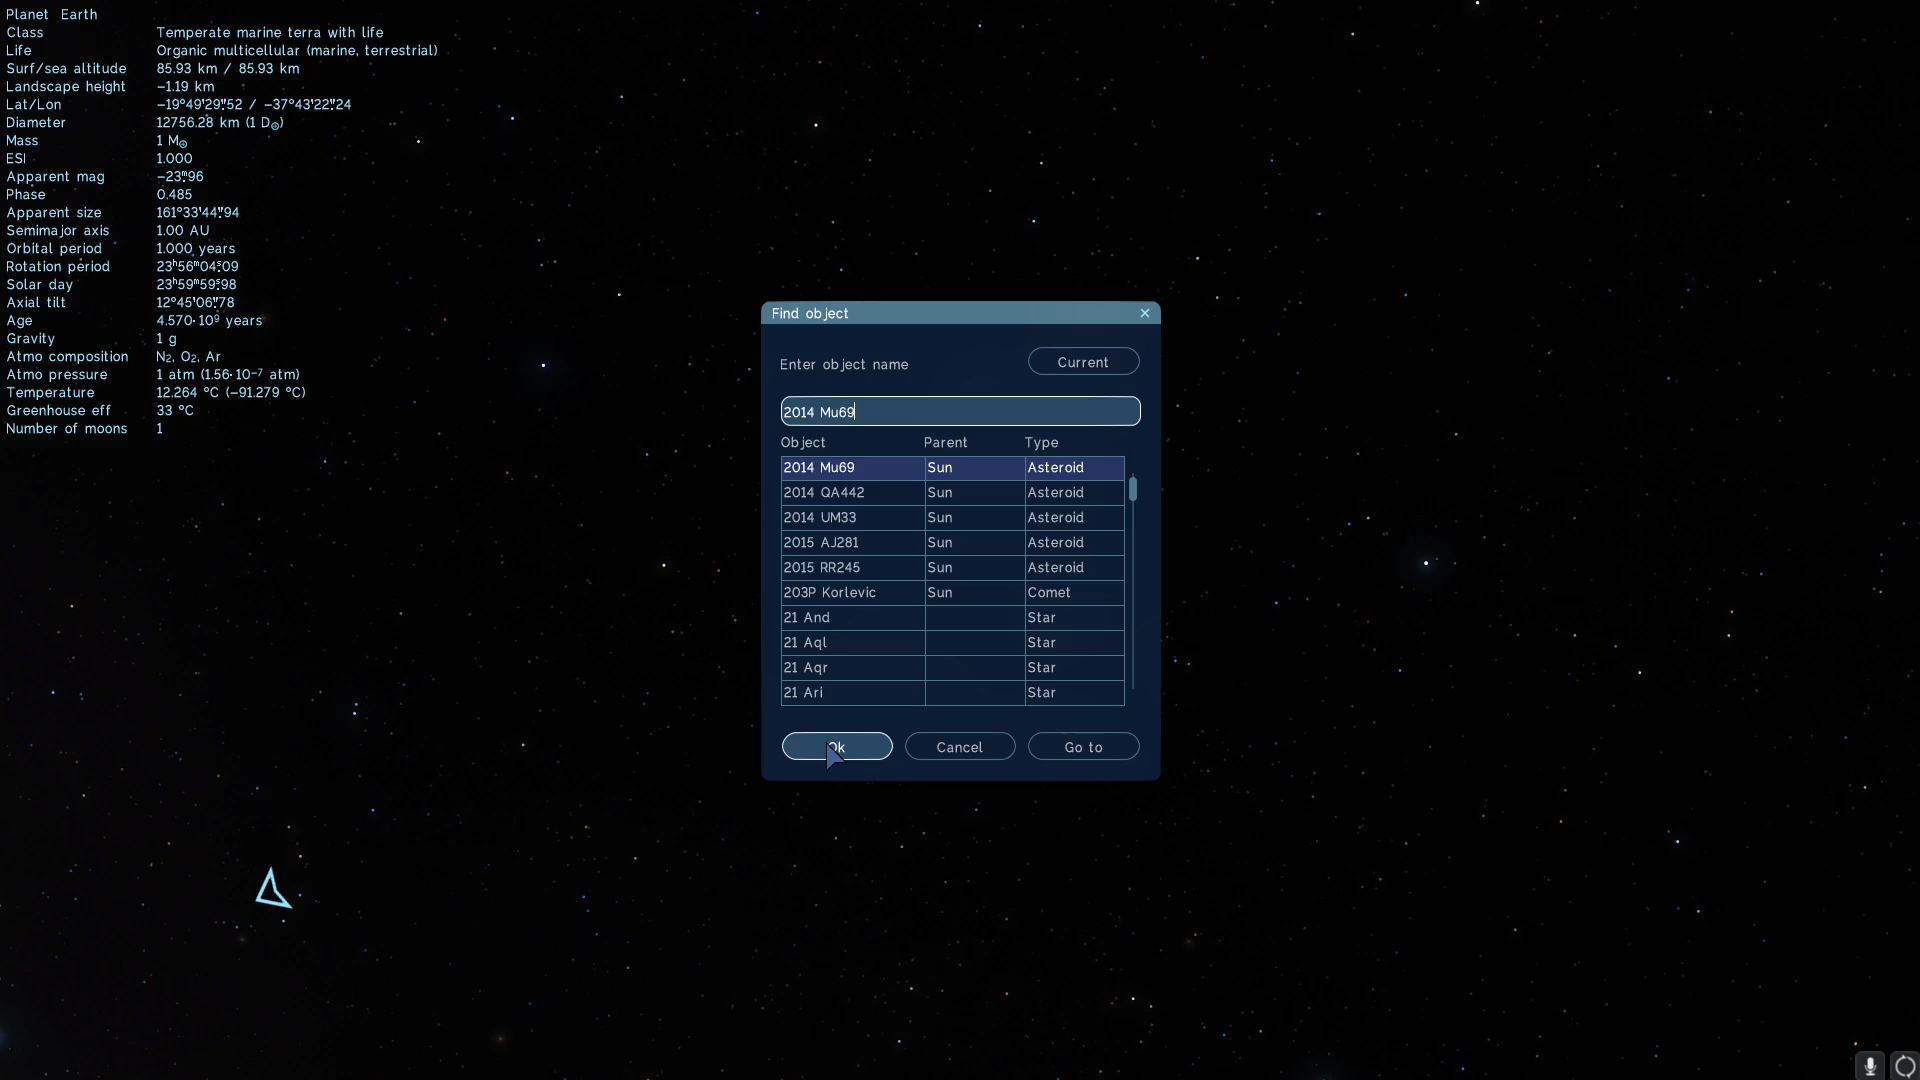 Planet Earth
Class Temperate marine terra with life
Life Organic multicellular (marine, terrestrial)
Surf/sea altitude 85.93 km / 85.93 km
Landscape height −1.19 km
Lat/Lon −19°49'29."52 / −37°43'22."24
Diameter 12756.28 km (1 D⊕)
Mass 1 M⊕
ESI 1.000
Apparent mag −23.ᵐ96
Phase 0.485
Apparent size 161°33'44."94
Semimajor axis 1.00 AU
Orbital period 1.000 years
Rotation period 23ʰ56ᵐ04.ˢ09
Solar day 23ʰ59ᵐ59.ˢ98
Axial tilt 12°45'06."78
Age 4.570·10⁹ years
Gravity 1 g
Atmo composition N₂, O₂, Ar
Atmo pressure 1 atm (1.56·10⁻⁷ atm)
Temperature 12.264 °C (−91.279 °C)
Greenhouse eff 33 °C
Number of moons 1
Find object
Enter object name Current
2014 Mu69
Object Parent Type
2014 Mu69 Sun Asteroid
2014 QA442 Sun Asteroid
2014 UM33 Sun Asteroid
2015 AJ281 Sun Asteroid
2015 RR245 Sun Asteroid
203P Korlevic Sun Comet
21 And Star
21 Aql Star
21 Aqr Star
21 Ari Star
Ok Cancel Go to